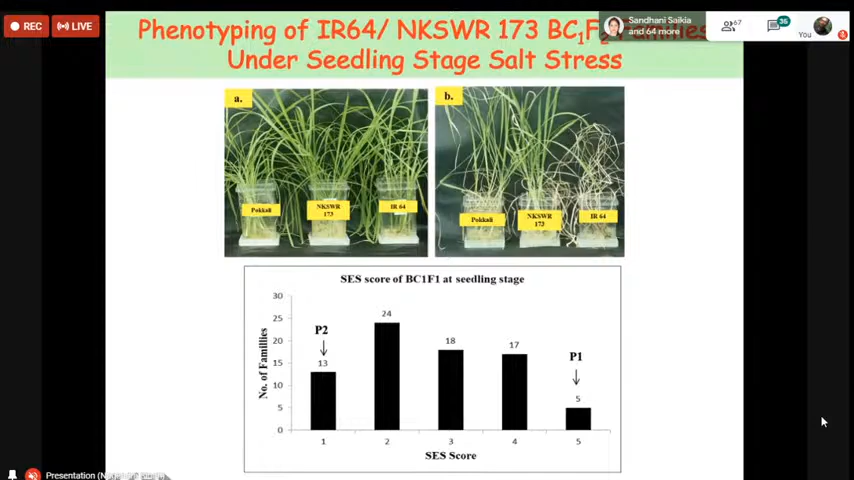 REC
LIVE
Sandhani Saikia
and 64 more
67
36
You
Phenotyping of IR64/ NKSWR 173 BC1F2
Under Seedling Stage Salt Stress
a.
Pokkali
NKSWR
173
IR 64
b.
Pokkali
NKSWR
173
IR 64
SES score of BC1F1 at seedling stage
No. of Famillies
30
25
20
15
10
5
0
P2
13
24
18
17
P1
5
1 2 3 4 5
SES Score
Presentation